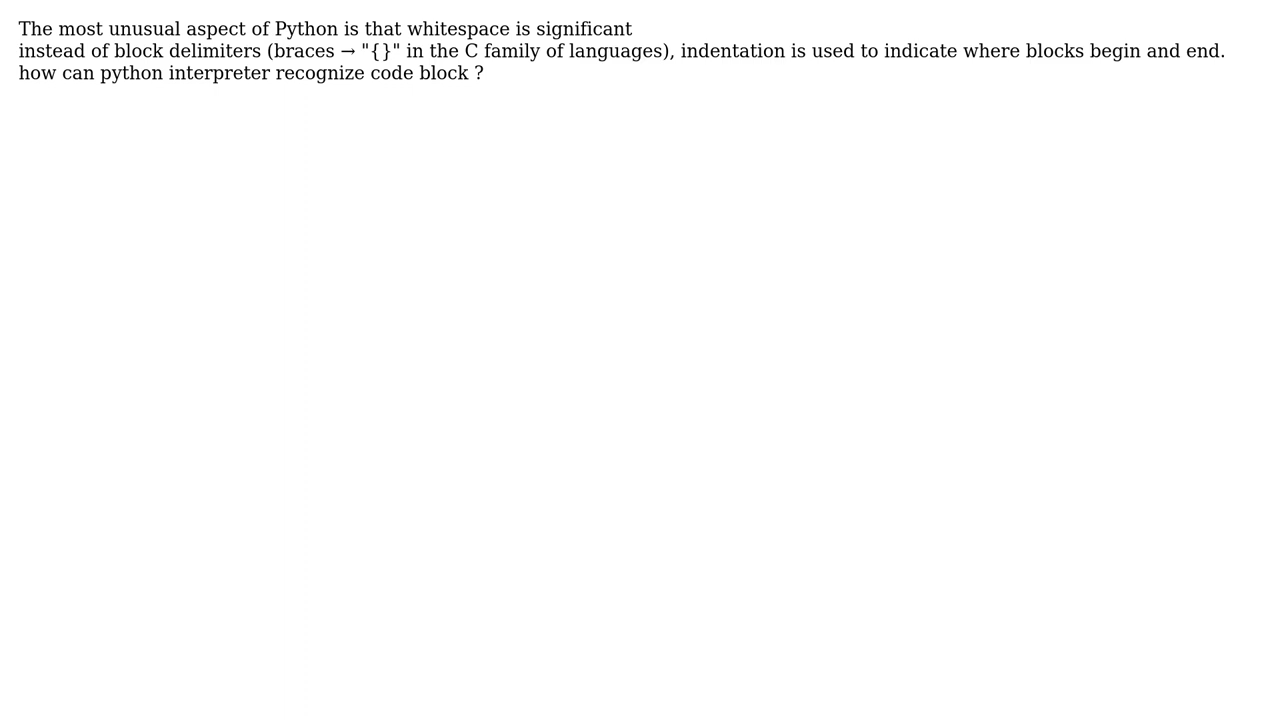 The most unusual aspect of Python is that whitespace is significant
instead of block delimiters (braces → "{}" in the C family of languages), indentation is used to indicate where blocks begin and end.
how can python interpreter recognize code block ?